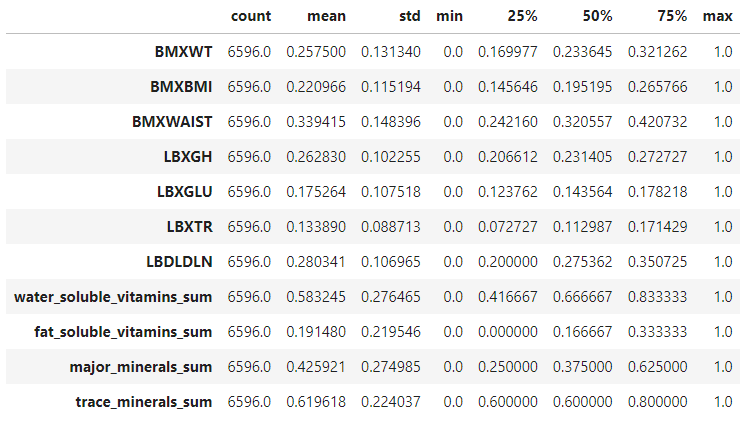 count mean std min 25% 50% 75% max
BMXWT 6596.0 0.257500 0.131340 0.0 0.169977 0.233645 0.321262 1.0
BMXBMI 6596.0 0.220966 0.115194 0.0 0.145646 0.195195 0.265766 1.0
BMXWAIST 6596.0 0.339415 0.148396 0.0 0.242160 0.320557 0.420732 1.0
LBXGH 6596.0 0.262830 0.102255 0.0 0.206612 0.231405 0.272727 1.0
LBXGLU 6596.0 0.175264 0.107518 0.0 0.123762 0.143564 0.178218 1.0
LBXTR 6596.0 0.133890 0.088713 0.0 0.072727 0.112987 0.171429 1.0
LBDLDLN 6596.0 0.280341 0.106965 0.0 0.200000 0.275362 0.350725 1.0
water_soluble_vitamins_sum 6596.0 0.583245 0.276465 0.0 0.416667 0.666667 0.833333 1.0
fat_soluble_vitamins_sum 6596.0 0.191480 0.219546 0.0 0.000000 0.166667 0.333333 1.0
major_minerals_sum 6596.0 0.425921 0.274985 0.0 0.250000 0.375000 0.625000 1.0
trace_minerals_sum 6596.0 0.619618 0.224037 0.0 0.600000 0.600000 0.800000 1.0